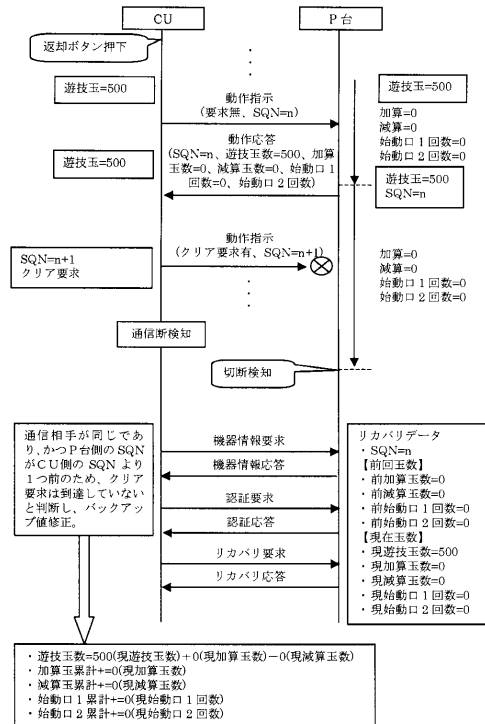 CU
P台
返却ボタン押下
遊技玉=500
動作指示
(要求無、SQN=n)
遊技玉=500
加算=0
減算=0
始動口1回数=0
始動口2回数=0
動作応答
(SQN=n、遊技玉数=500、加算
玉数=0、減算玉数=0、始動口1
回数=0、始動口2回数=0)
遊技玉=500
遊技玉=500
SQN=n
動作指示
(クリア要求有、SQN=n+1)
SQN=n+1
クリア要求
加算=0
減算=0
始動口1回数=0
始動口2回数=0
通信断検知
切断検知
通信相手が同じであ
り、かつP台側のSQN
がCU側のSQNより
1つ前のため、クリア
要求は到達していない
と判断し、バックアッ
プ値修正。
機器情報要求
機器情報応答
認証要求
認証応答
リカバリ要求
リカバリ応答
リカバリデータ
・SQN=n
【前回玉数】
・前加算玉数=0
・前減算玉数=0
・前始動口1回数=0
・前始動口2回数=0
【現在玉数】
・現遊技玉数=500
・現加算玉数=0
・現減算玉数=0
・現始動口1回数=0
・現始動口2回数=0
・遊技玉数=500(現遊技玉数)+0(現加算玉数)-0(現減算玉数)
・加算玉累計+=0(現加算玉数)
・減算玉累計+=0(現減算玉数)
・始動口1累計+=0(現始動口1回数)
・始動口2累計+=0(現始動口2回数)